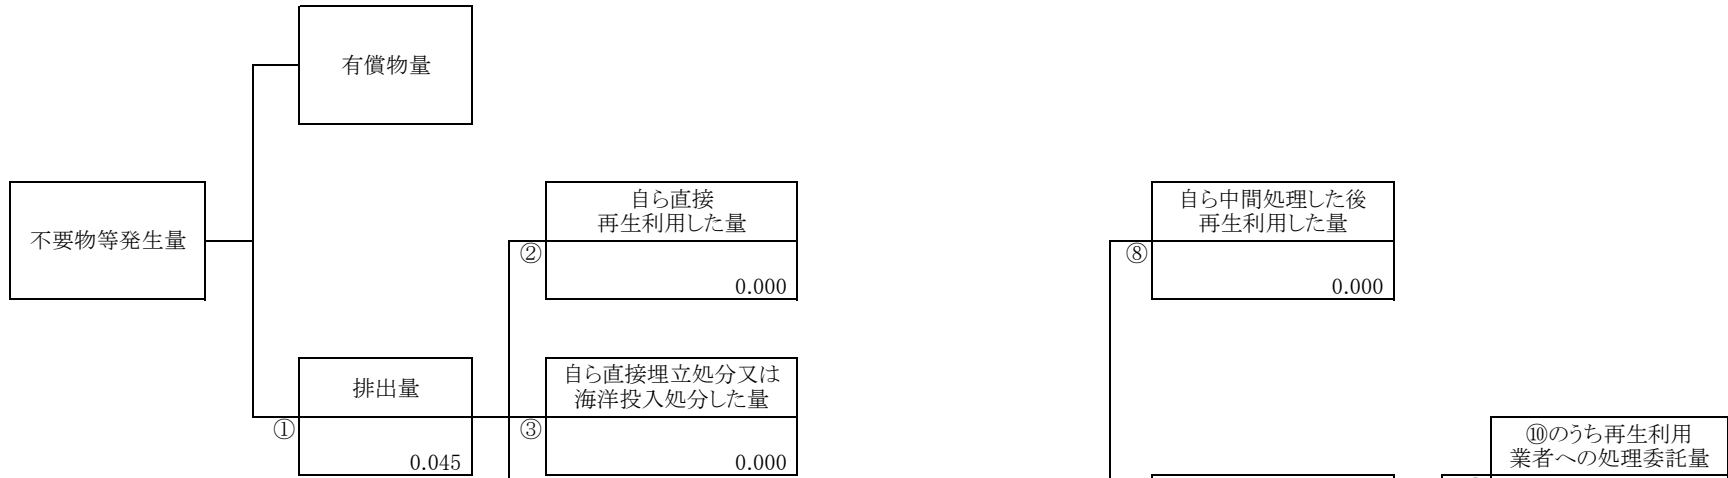 有償物量
不要物等発生量
自ら直接
再生利用した量
②
0.000
自ら中間処理した後
再生利用した量
⑧
0.000
排出量
①
0.045
自ら直接埋立処分又は
海洋投入処分した量
③
0.000
⑩のうち再生利用
業者への処理委託量